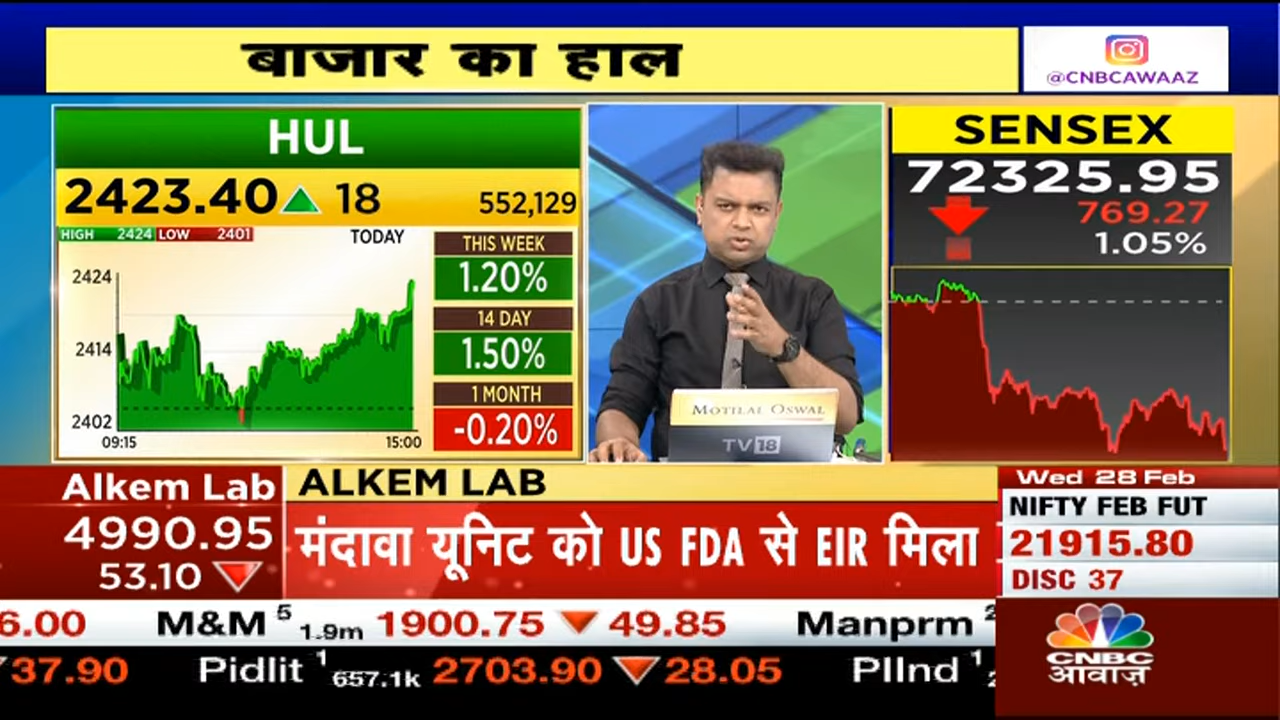 बाजार का हाल
@CNBCAWAAZ
HUL
2423.40 18 552,129
HIGH 2424 LOW 2401
TODAY
2424
2414
2402
09:15 15:00
THIS WEEK
1.20%
14 DAY
1.50%
1 MONTH
-0.20%
MOTILAL OSWAL
TV18
SENSEX
72325.95
769.27
1.05%
Alkem Lab
4990.95
53.10
ALKEM LAB
मंदावा यूनिट को US FDA से EIR मिला
Wed 28 Feb
NIFTY FEB FUT
21915.80
DISC 37
6.00 M&M 5 1.9m 1900.75 49.85 Manprm
37.90 Pidlit 1 657.1k 2703.90 28.05 PIInd 1
CNBC
आवाज़